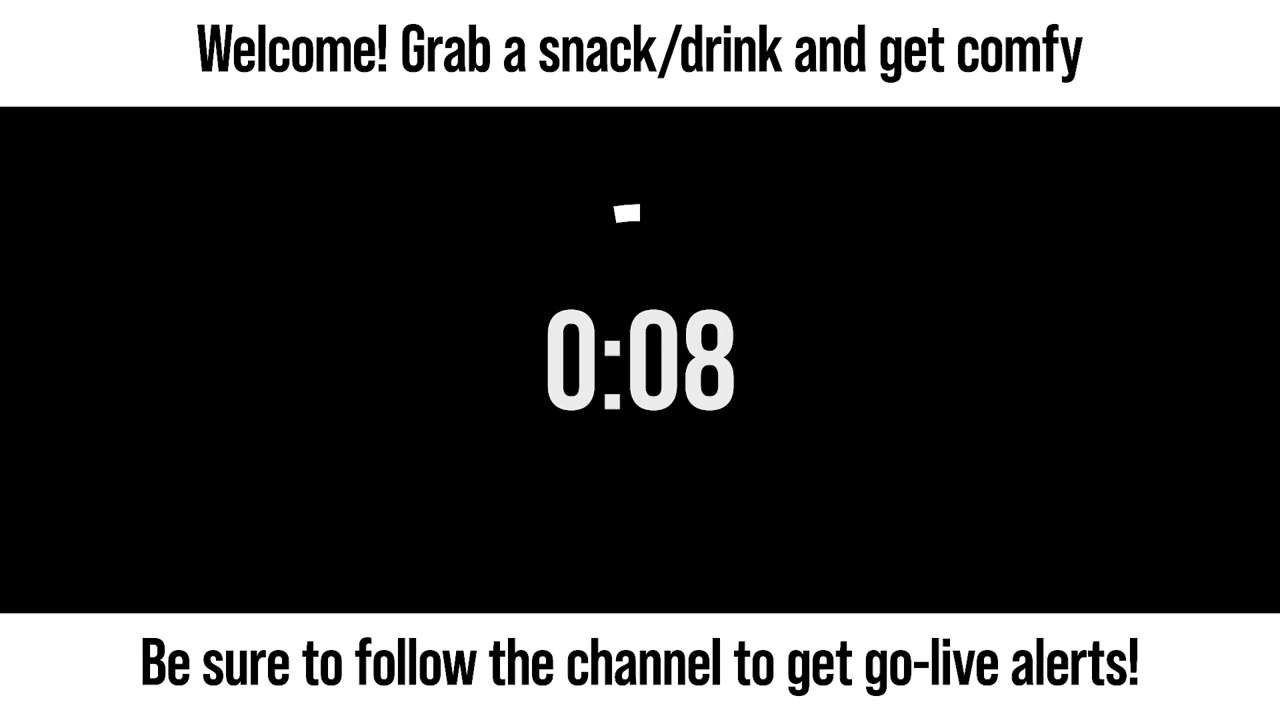 Welcome! Grab a snack/drink and get comfy
0:08
Be sure to follow the channel to get go-live alerts!